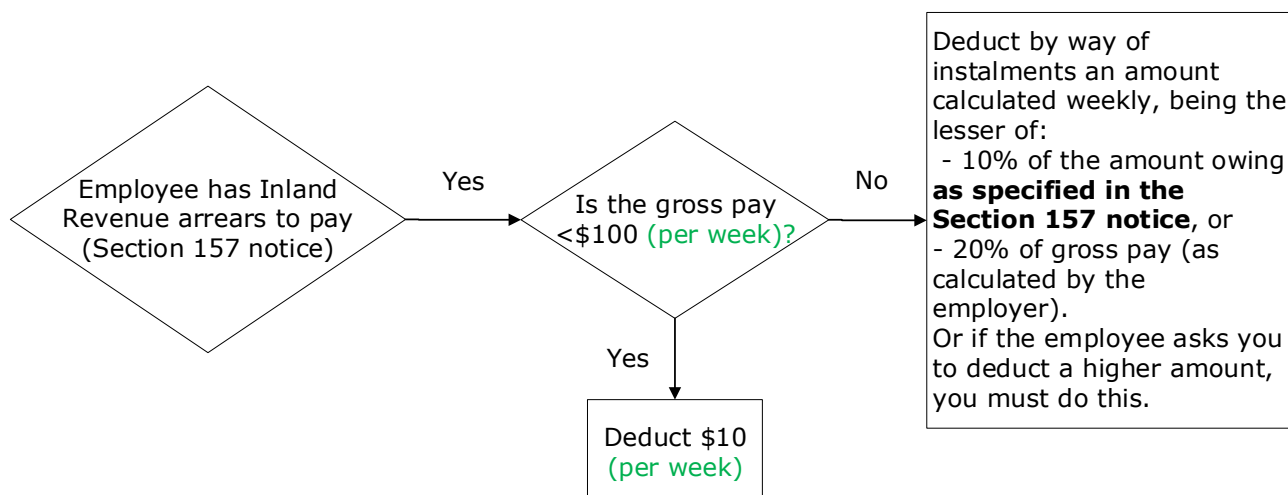 Employee has Inland
Revenue arrears to pay
(Section 157 notice)
Yes
Is the gross pay
<$100 (per week)?
No
Deduct by way of
instalments an amount
calculated weekly, being the
lesser of:
- 10% of the amount owing
as specified in the
Section 157 notice, or
- 20% of gross pay (as
calculated by the
employer).
Or if the employee asks you
to deduct a higher amount,
you must do this.
Yes
Deduct $10
(per week)